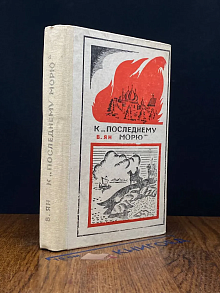 К „ПОСЛЕДНЕМУ
В. ЯН МОРЮ“
В. ЯН К „ПОСЛЕДНЕМУ МОРЮ“